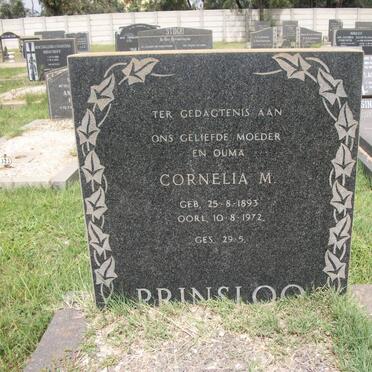 TER GEDAGTENIS AAN
ONS GELIEFDE MOEDER
EN OUMA
CORNELIA M.
GEB. 25-8-1893
OORL. 10-8-1972
GES. 29-5.
PRINSLOO